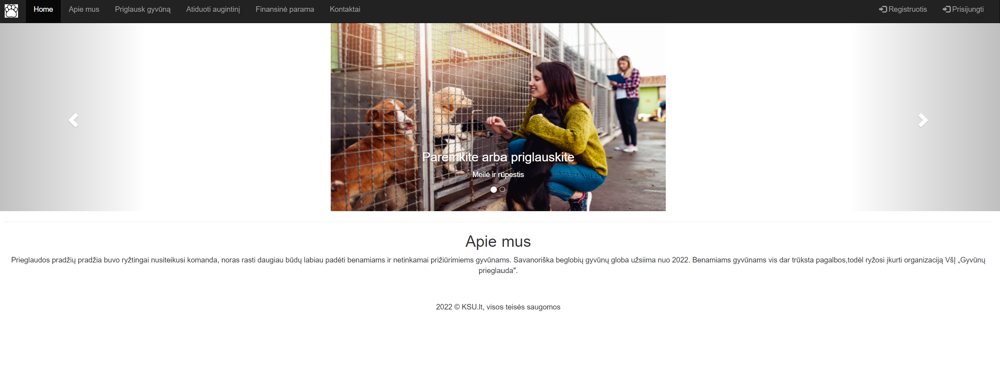 Home Apie mus Priglausk gyvūną Atiduoti augintinį Finansinė parama Kontaktai Registruotis Prisijungti
Paremkite arba priglauskite
Meilė ir rūpestis
Apie mus
Prieglaudos pradžių pradžia buvo ryžtingai nusiteikusi komanda, noras rasti daugiau būdų labiau padėti benamiams ir netinkamai prižiūrimiems gyvūnams. Savanoriška beglobių gyvūnų globa užsiima nuo 2022. Benamiams gyvūnams vis dar trūksta pagalbos,todėl ryžosi įkurti organizaciją VšĮ „Gyvūnų
prieglauda".
2022 © KSU.lt, visos teisės saugomos